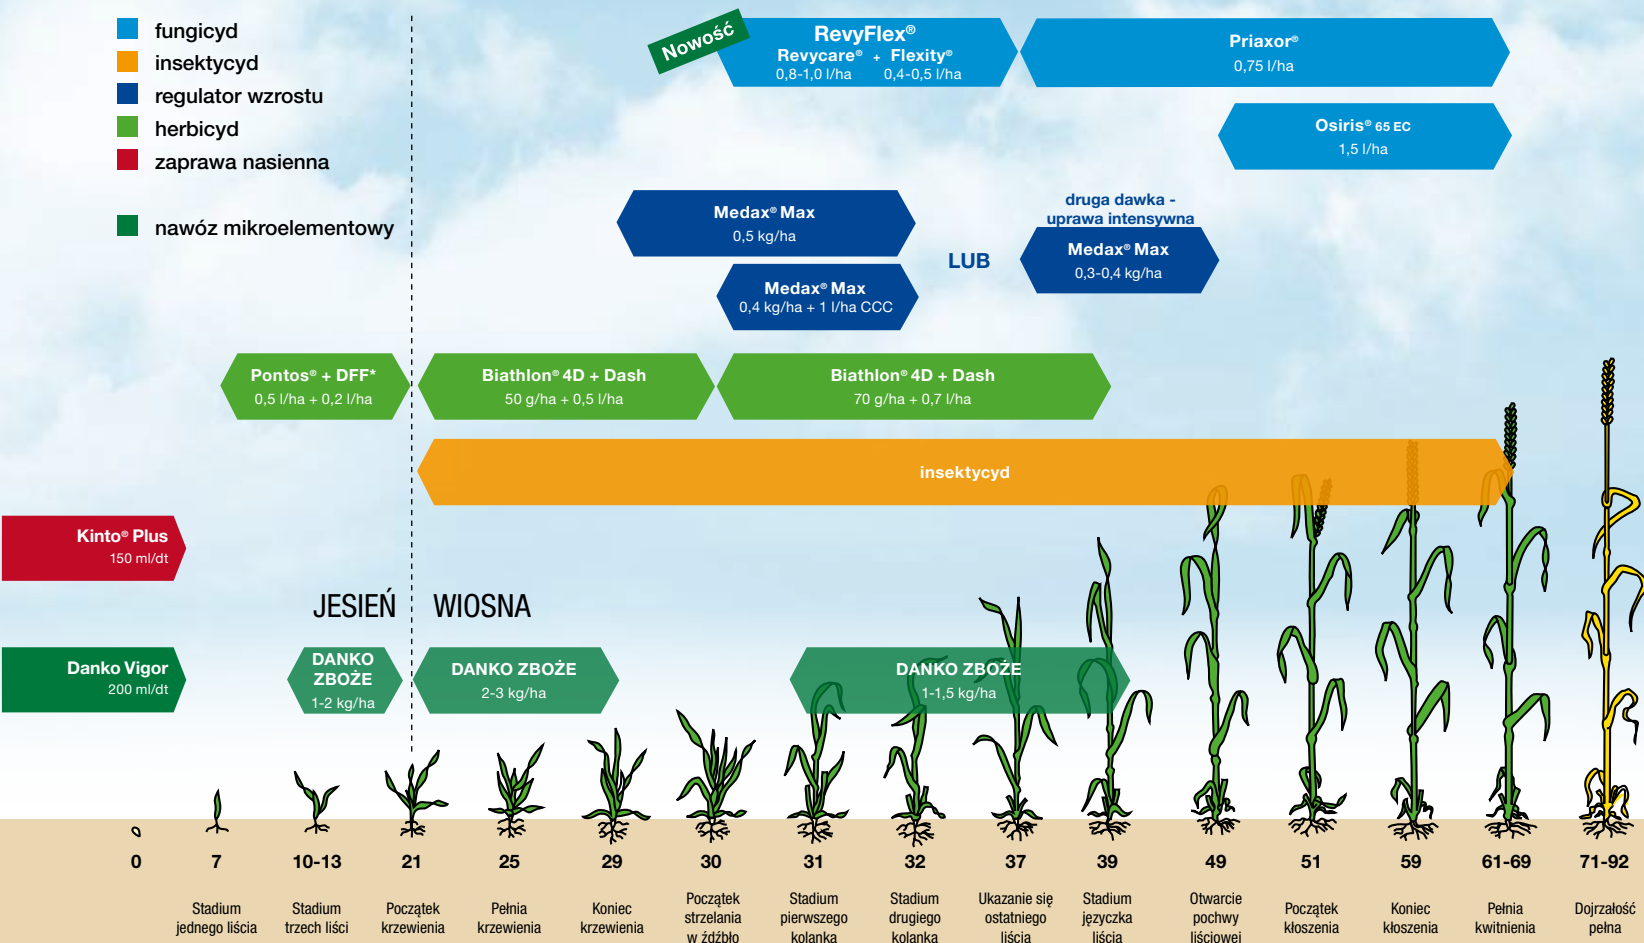 fungicyd
insektycyd
regulator wzrostu
herbicyd
zaprawa nasienna
nawóz mikroelementowy
Nowość
RevyFlex®
Revycare® + Flexity®
0,8-1,0 l/ha 0,4-0,5 l/ha
Priaxor®
0,75 l/ha
Osiris® 65 EC
1,5 l/ha
Medax® Max
0,5 kg/ha
Medax® Max
0,4 kg/ha + 1 l/ha CCC
LUB
druga dawka -
uprawa intensywna
Medax® Max
0,3-0,4 kg/ha
Pontos® + DFF*
0,5 l/ha + 0,2 l/ha
Biathlon® 4D + Dash
50 g/ha + 0,5 l/ha
Biathlon® 4D + Dash
70 g/ha + 0,7 l/ha
insektycyd
Kinto® Plus
150 ml/dt
JESIEŃ WIOSNA
Danko Vigor
200 ml/dt
DANKO
ZBOŻE
1-2 kg/ha
DANKO ZBOŻE
2-3 kg/ha
DANKO ZBOŻE
1-1,5 kg/ha
0 7 10-13 21 25 29 30 31 32 37 39 49 51 59 61-69 71-92
Stadium
jednego liścia
Stadium
trzech liści
Początek
krzewienia
Pełnia
krzewienia
Koniec
krzewienia
Początek
strzelania
w źdźbło
Stadium
pierwszego
kolanka
Stadium
drugiego
kolanka
Ukazanie się
ostatniego
liścia
Stadium
języczka
liścia
Otwarcie
pochwy
liściowej
Początek
kłoszenia
Koniec
kłoszenia
Pełnia
kwitnienia
Dojrzałość
pełna